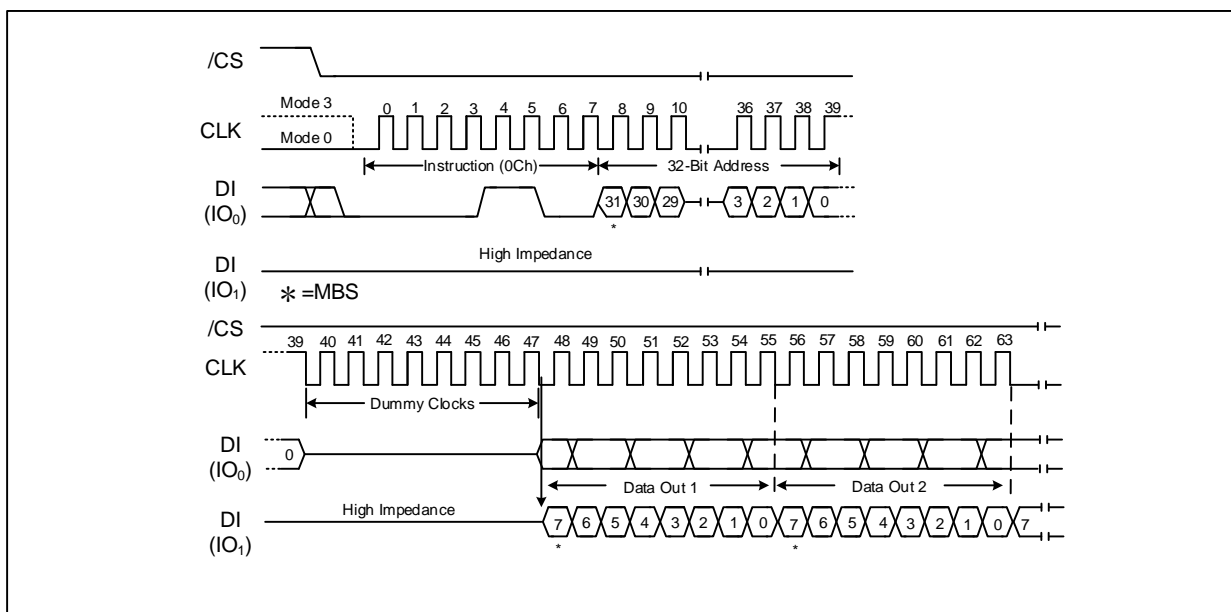 /CS
Mode 3
0 1 2 3 4 5 6 7 8 9 10 36 37 38 39
CLK
Mode 0
Instruction (0Ch) 32-Bit Address
DI
(IO0)
31 30 29 3 2 1 0
*
High Impedance
DI
(IO1)
* =MBS
/CS
39 40 41 42 43 44 45 46 47 48 49 50 51 52 53 54 55 56 57 58 59 60 61 62 63
CLK
Dummy Clocks
DI
(IO0)
0
Data Out 1 Data Out 2
High Impedance
DI
(IO1)
7 6 5 4 3 2 1 0 7 6 5 4 3 2 1 0 7
* *